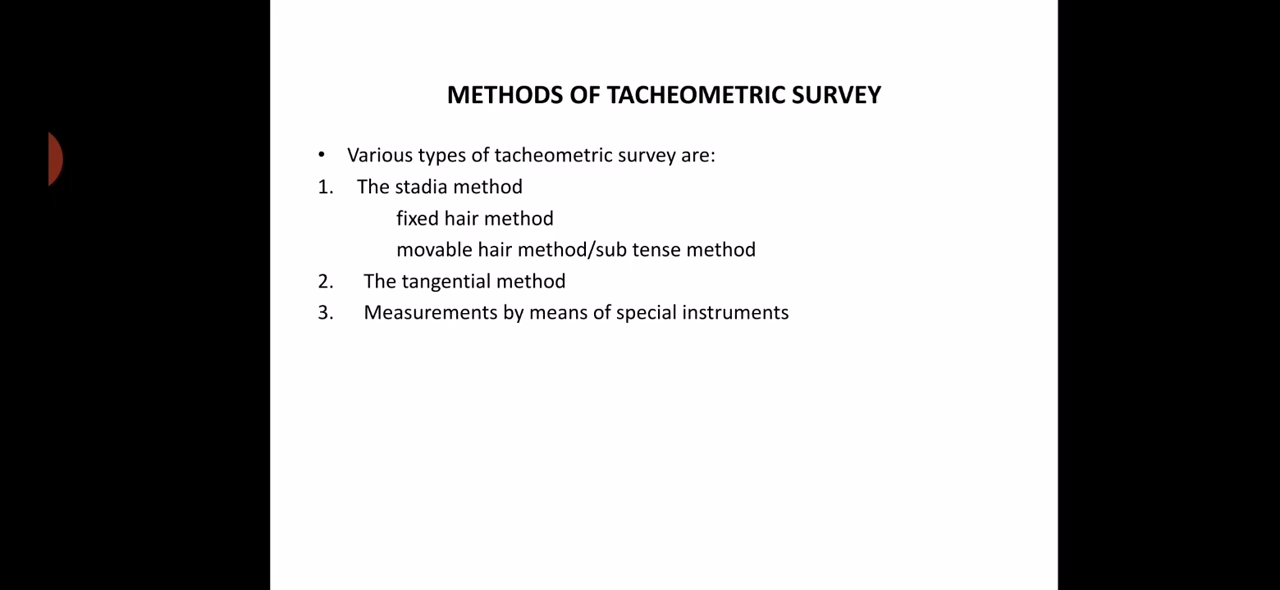 METHODS OF TACHEOMETRIC SURVEY
• Various types of tacheometric survey are:
1. The stadia method
fixed hair method
movable hair method/sub tense method
2. The tangential method
3. Measurements by means of special instruments